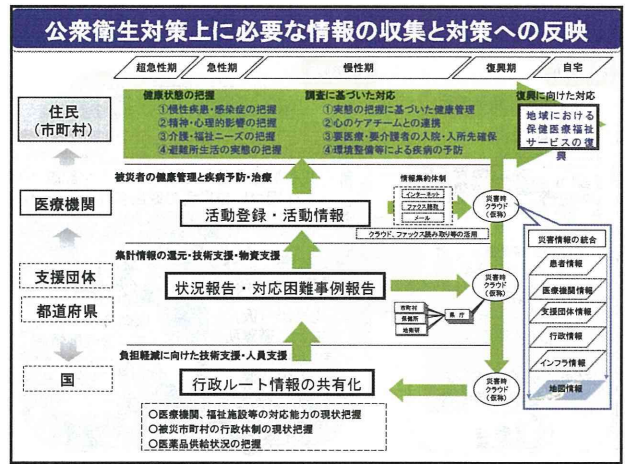 公衆衛生対策上に必要な情報の収集と対策への反映
超急性期
急性期
慢性期
復興期
自宅
住民
(市町村)
健康状態の把握
①慢性疾患・感染症の把握
②精神・心理的影響の把握
③介護・福祉ニーズの把握
④避難所生活の実態の把握
調査に基づいた対応
①実態の把握に基づいた健康管理
②心のケアチームとの連携
③要医療・要介護者の入院・入所先確保
④環境整備等による疾病の予防
復興に向けた対応
地域における
保健医療福祉
サービスの復
興
被災者の健康管理と疾病予防・治療
医療機関
活動登録・活動情報
情報集約体制
インターネット
ファックス読取
メール
クラウド、ファックス読み取り等の活用
災害時
クラウド
(仮称)
集計情報の還元・技術支援・物資支援
支援団体
都道府県
状況報告・対応困難事例報告
市町村
保健所
地衛研
県 庁
災害時
クラウド
(仮称)
災害情報の統合
患者情報
医療機関情報
支援団体情報
行政情報
インフラ情報
地図情報
負担軽減に向けた技術支援・人員支援
国
行政ルート情報の共有化
災害時
クラウド
(仮称)
○医療機関、福祉施設等の対応能力の現状把握
○被災市町村の行政体制の現状把握
○医薬品供給状況の把握